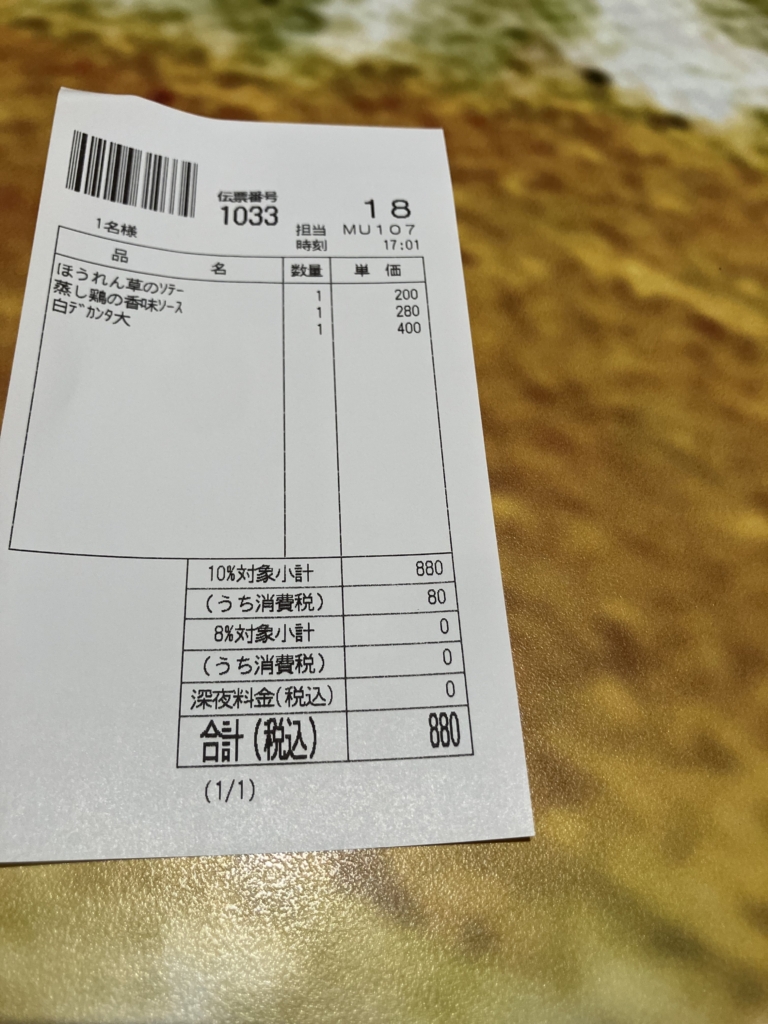 伝票番号
1033
18
1名様
担当 MU107
時刻 17:01
品 名 数量 単 価
ほうれん草のｿﾃｰ 1 200
蒸し鶏の香味ｿｰｽ 1 280
白ﾃﾞｶﾝﾀ大 1 400
10%対象小計 880
(うち消費税) 80
8%対象小計 0
(うち消費税) 0
深夜料金(税込) 0
合計(税込) 880
(1/1)